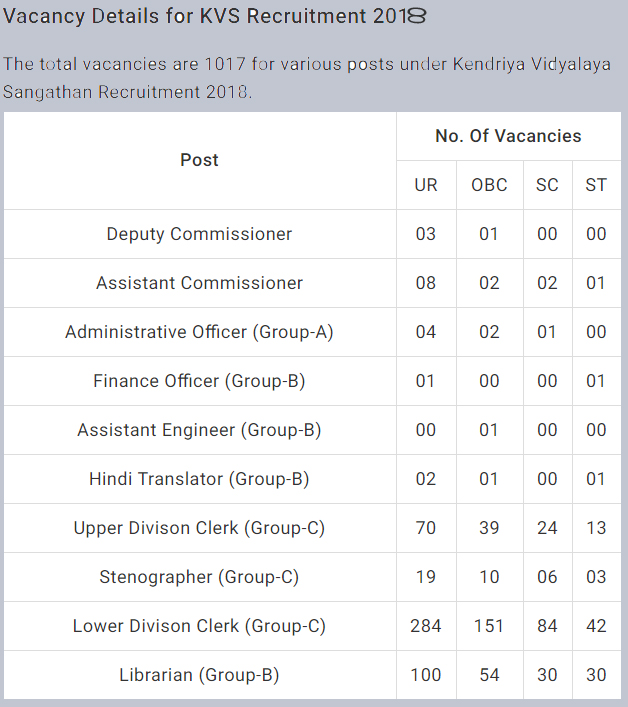 Vacancy Details for KVS Recruitment 2018
The total vacancies are 1017 for various posts under Kendriya Vidyalaya
Sangathan Recruitment 2018.
Post No. Of Vacancies
UR OBC SC ST
Deputy Commissioner 03 01 00 00
Assistant Commissioner 08 02 02 01
Administrative Officer (Group-A) 04 02 01 00
Finance Officer (Group-B) 01 00 00 01
Assistant Engineer (Group-B) 00 01 00 00
Hindi Translator (Group-B) 02 01 00 01
Upper Divison Clerk (Group-C) 70 39 24 13
Stenographer (Group-C) 19 10 06 03
Lower Divison Clerk (Group-C) 284 151 84 42
Librarian (Group-B) 100 54 30 30